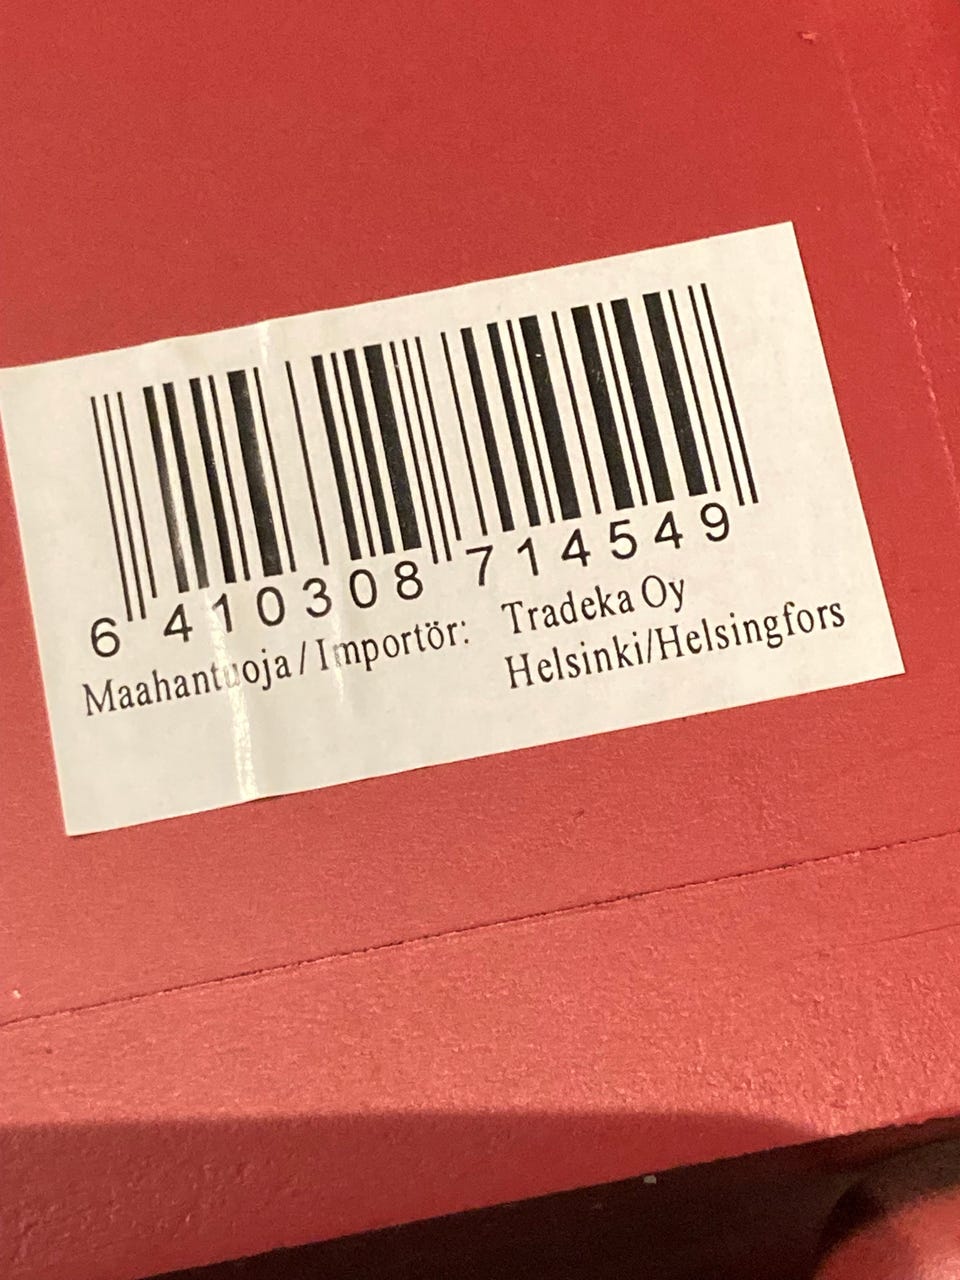 6 410308 714549
Maahantuoja / Importör: Tradeka Oy
Helsinki/Helsingfors